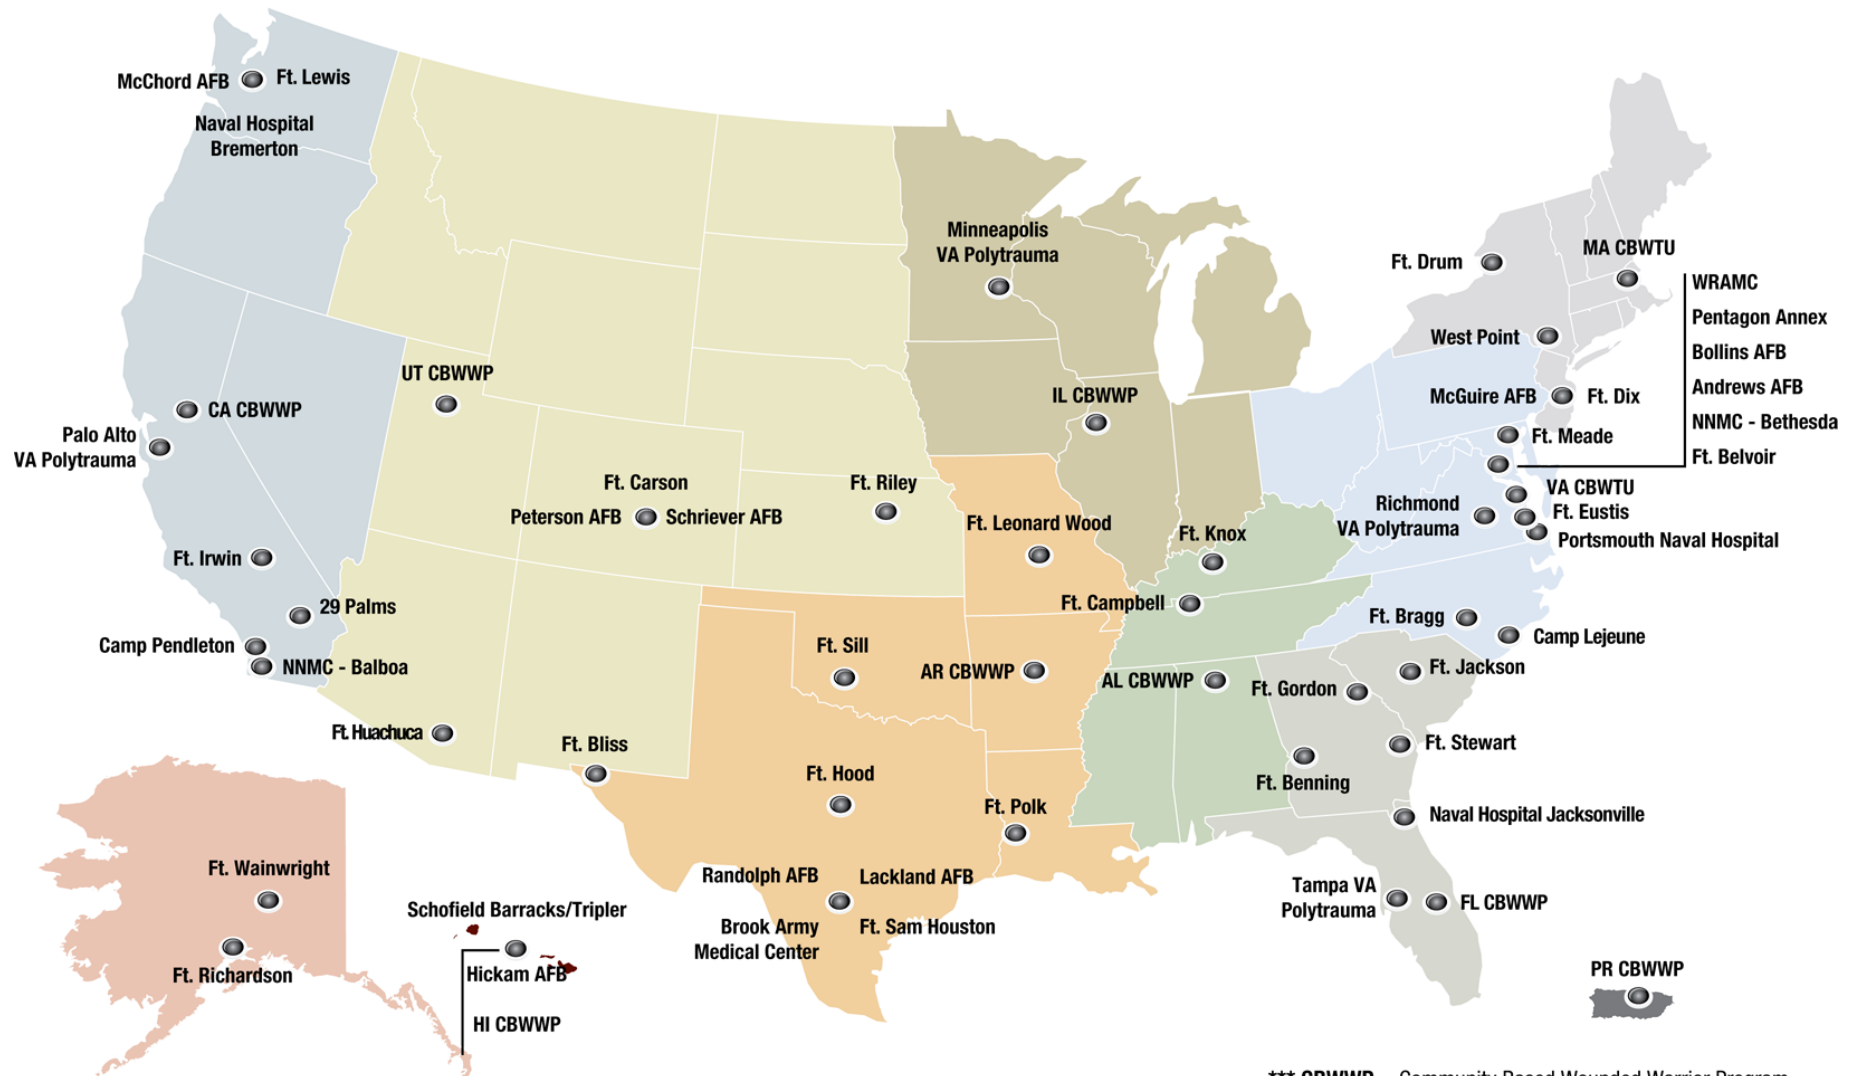 McChord AFB
Ft. Lewis
Naval Hospital
Bremerton
Minneapolis
VA Polytrauma
Ft. Drum
MA CBWTU
WRAMC
Pentagon Annex
Bollins AFB
Andrews AFB
NNMC - Bethesda
Ft. Belvoir
West Point
McGuire AFB
Ft. Dix
Ft. Meade
UT CBWWP
IL CBWWP
CA CBWWP
Palo Alto
VA Polytrauma
Ft. Carson
Peterson AFB
Schriever AFB
Ft. Riley
Ft. Leonard Wood
Ft. Knox
Richmond
VA Polytrauma
VA CBWTU
Ft. Eustis
Portsmouth Naval Hospital
Ft. Irwin
29 Palms
Camp Pendleton
NNMC - Balboa
Ft. Campbell
Ft. Bragg
Camp Lejeune
Ft. Sill
AR CBWWP
AL CBWWP
Ft. Gordon
Ft. Jackson
Ft. Huachuca
Ft. Bliss
Ft. Hood
Ft. Polk
Ft. Benning
Ft. Stewart
Naval Hospital Jacksonville
Ft. Wainwright
Ft. Richardson
Schofield Barracks/Tripler
Hickam AFB
HI CBWWP
Randolph AFB
Lackland AFB
Brook Army
Medical Center
Ft. Sam Houston
Tampa VA
Polytrauma
FL CBWWP
PR CBWWP
*** CBWWP Community Based Wounded Warrior Program